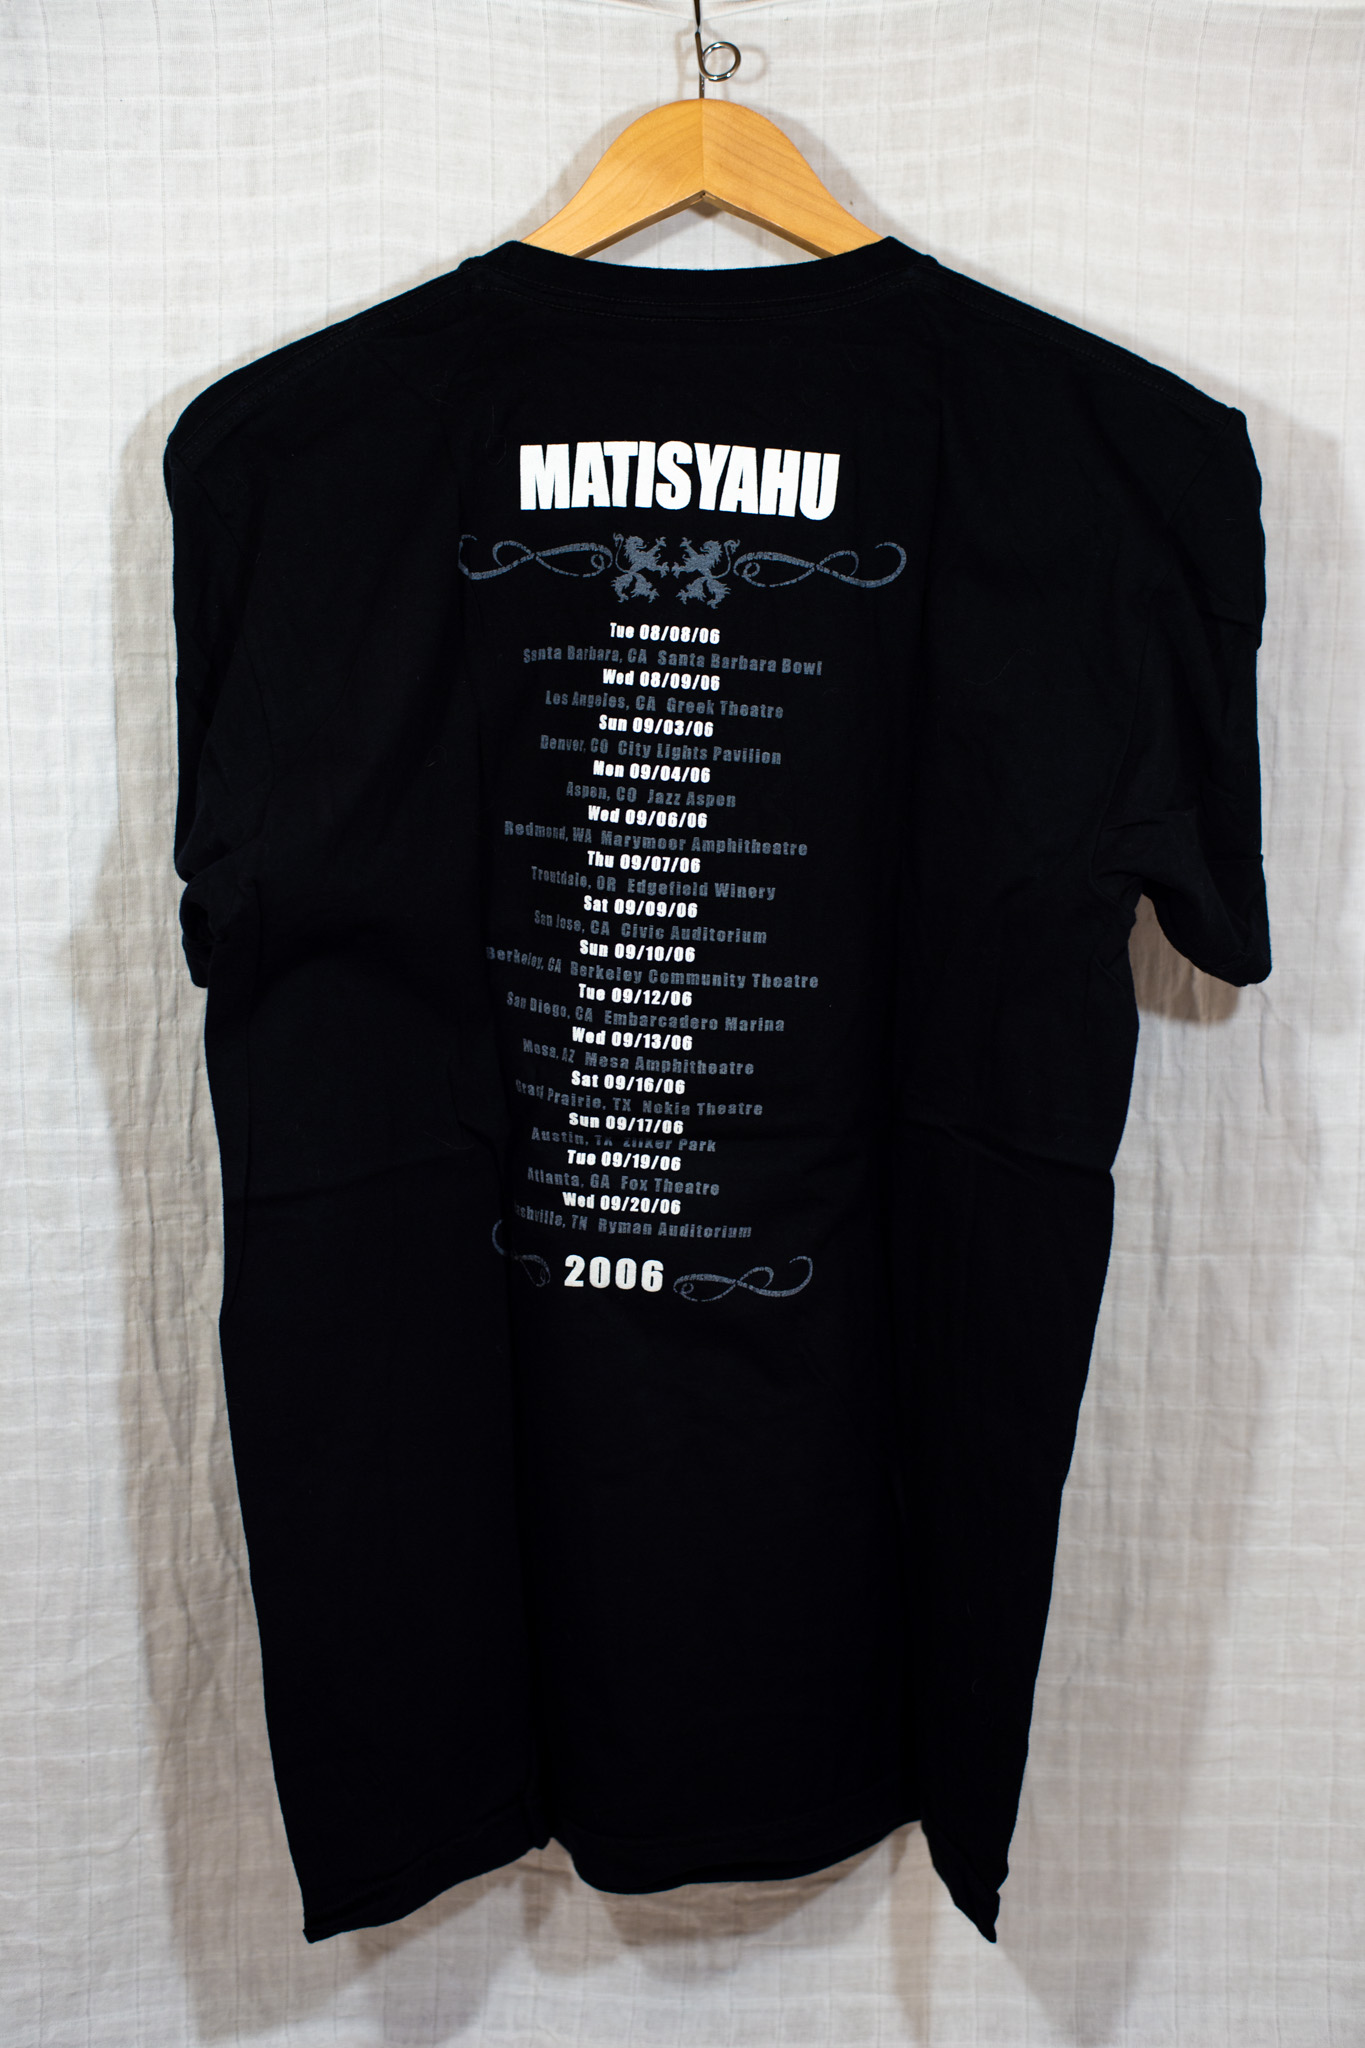 MATISYAHU
Tue 08/08/06
Santa Barbara, CA Santa Barbara Bowl
Wed 08/09/06
Los Angeles, CA Greek Theatre
Sun 09/03/06
Denver, CO City Lights Pavilion
Mon 09/04/06
Aspen, CO Jazz Aspen
Wed 09/06/06
Redmond, WA Marymoor Amphitheatre
Thu 09/07/06
Troutdale, OR Edgefield Winery
Sat 09/09/06
San Jose, CA Civic Auditorium
Sun 09/10/06
Berkeley, CA Berkeley Community Theatre
Tue 09/12/06
San Diego, CA Embarcadero Marina
Wed 09/13/06
Mesa, AZ Mesa Amphitheatre
Sat 09/16/06
Prairie, TX Nokia Theatre
Sun 09/17/06
Austin, TX Zilker Park
Tue 09/19/06
Atlanta, GA Fox Theatre
Wed 09/20/06
Nashville, TN Ryman Auditorium
2006